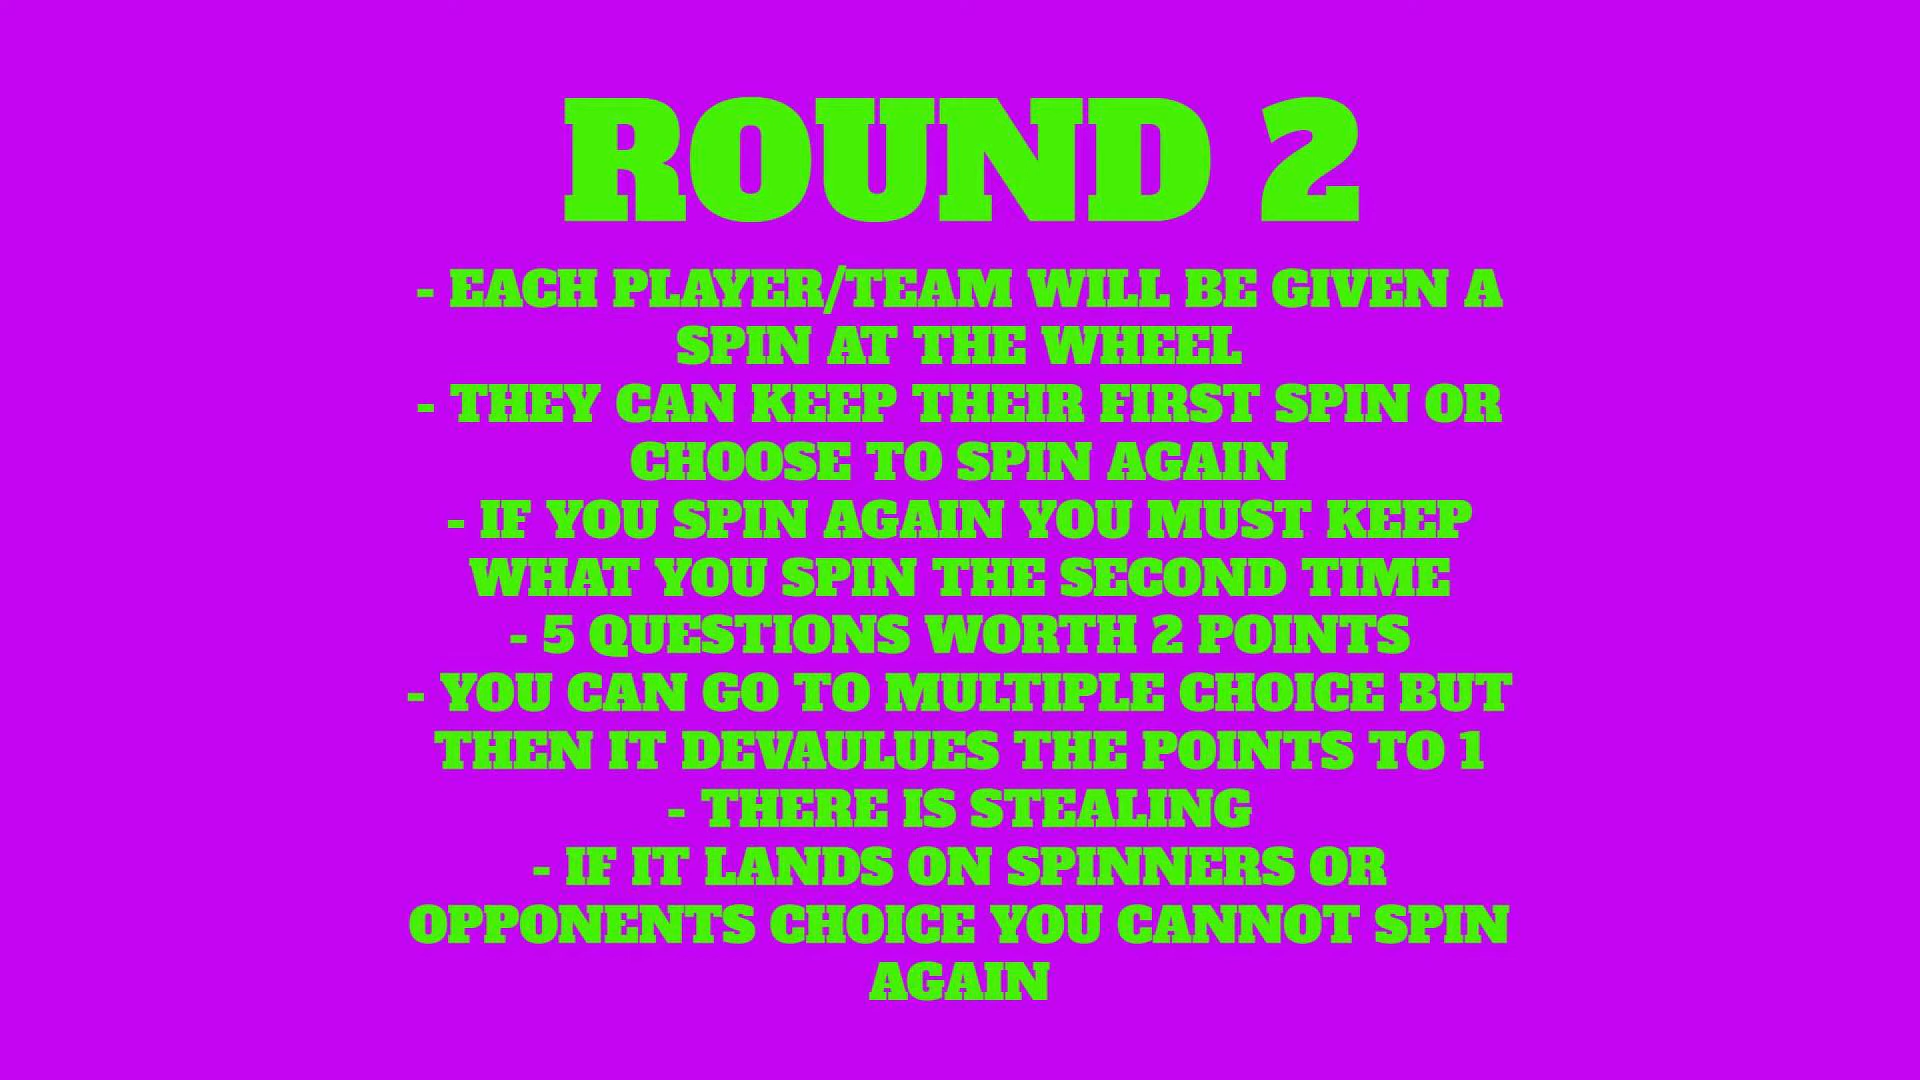 ROUND 2
- EACH PLAYER/TEAM WILL BE GIVEN A
SPIN AT THE WHEEL
- THEY CAN KEEP THEIR FIRST SPIN OR
CHOOSE TO SPIN AGAIN
- IF YOU SPIN AGAIN YOU MUST KEEP
WHAT YOU SPIN THE SECOND TIME
- 5 QUESTIONS WORTH 2 POINTS
- YOU CAN GO TO MULTIPLE CHOICE BUT
THEN IT DEVAULUES THE POINTS TO 1
- THERE IS STEALING
- IF IT LANDS ON SPINNERS OR
OPPONENTS CHOICE YOU CANNOT SPIN
AGAIN